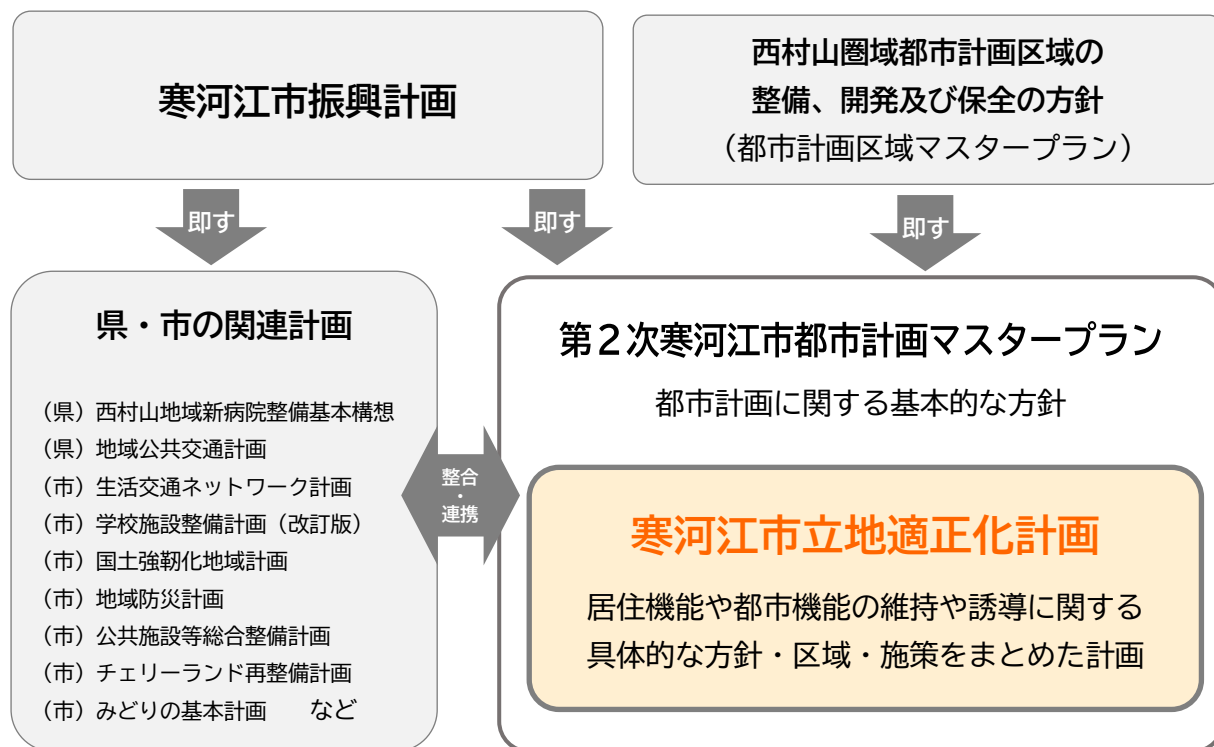 寒河江市振興計画
西村山圏域都市計画区域の
整備、開発及び保全の方針
（都市計画区域マスタープラン）
即す
即す
即す
県・市の関連計画
（県）西村山地域新病院整備基本構想
（県）地域公共交通計画
（市）生活交通ネットワーク計画
（市）学校施設整備計画（改訂版）
（市）国土強靭化地域計画
（市）地域防災計画
（市）公共施設等総合整備計画
（市）チェリーランド再整備計画
（市）みどりの基本計画　など
整合
・
連携
第２次寒河江市都市計画マスタープラン
都市計画に関する基本的な方針
寒河江市立地適正化計画
居住機能や都市機能の維持や誘導に関する
具体的な方針・区域・施策をまとめた計画